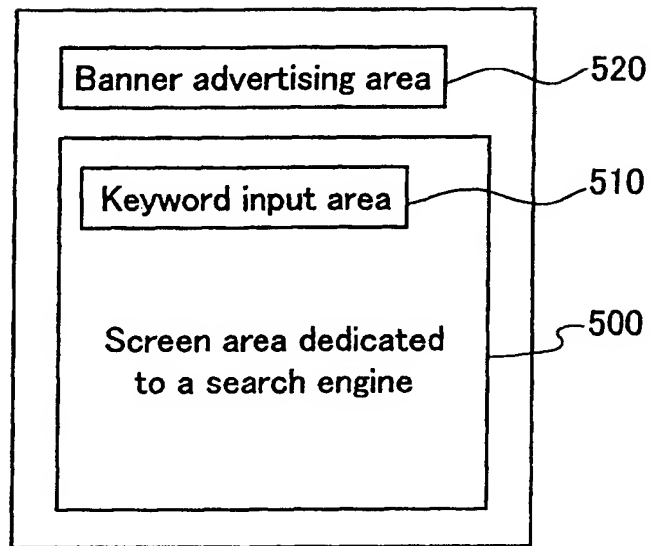 Banner advertising area
520
Keyword input area
510
Screen area dedicated
to a search engine
500